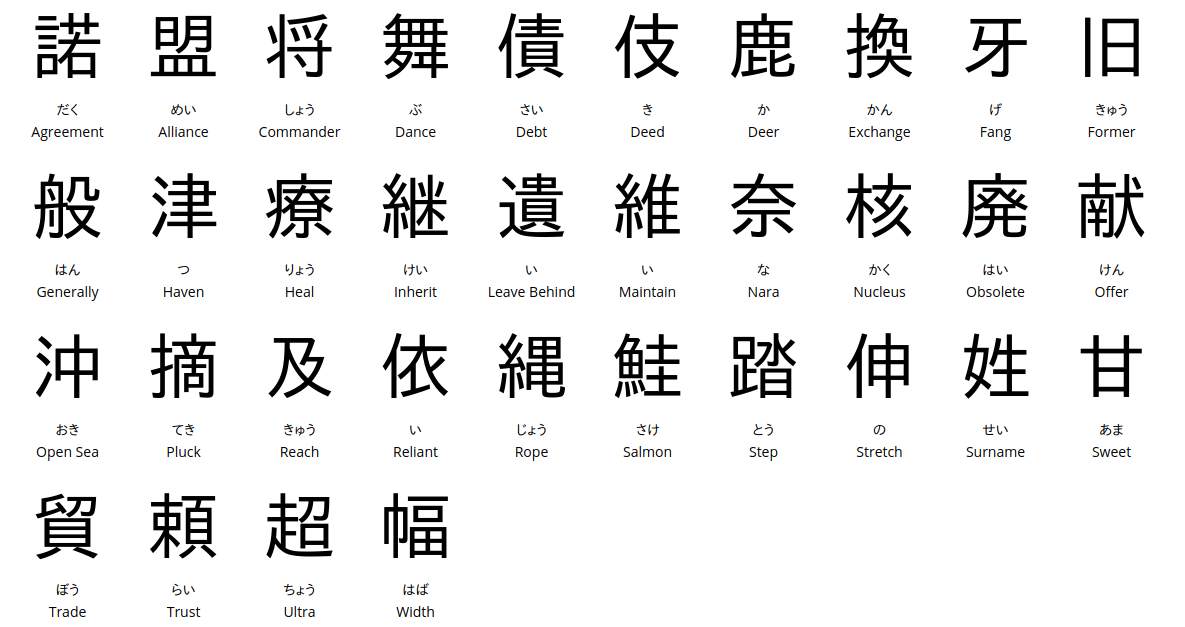 諾 盟 将 舞 債 伎 鹿 換 牙 旧
だく めい しょう ぶ さい き か かん げ きゅう
Agreement Alliance Commander Dance Debt Deed Deer Exchange Fang Former
般 津 療 継 遺 維 奈 核 廃 献
はん つ りょう けい い い な かく はい けん
Generally Haven Heal Inherit Leave Behind Maintain Nara Nucleus Obsolete Offer
沖 摘 及 依 縄 鮭 踏 伸 姓 甘
おき てき きゅう い じょう さけ とう の せい あま
Open Sea Pluck Reach Reliant Rope Salmon Step Stretch Surname Sweet
貿 頼 超 幅
ぼう らい ちょう はば
Trade Trust Ultra Width